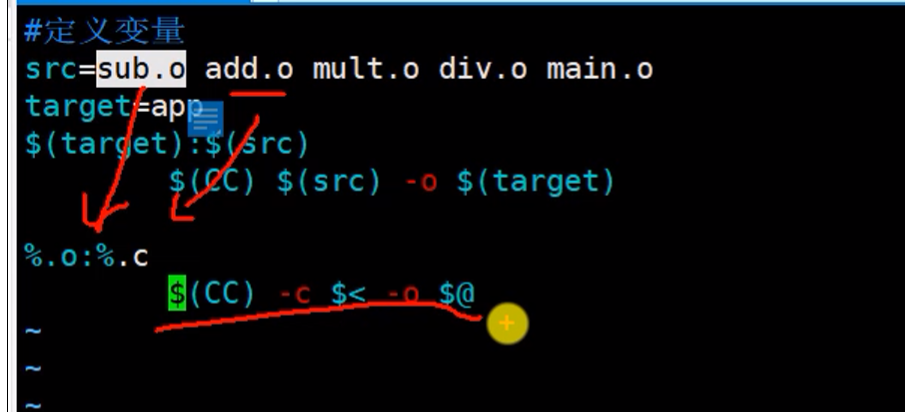 #定义变量
src=sub.o add.o mult.o div.o main.o
target=app
$(target):$(src)
$(CC) $(src) -o $(target)
%.o:%.c
$(CC) -c $< -o $@
~
~
~